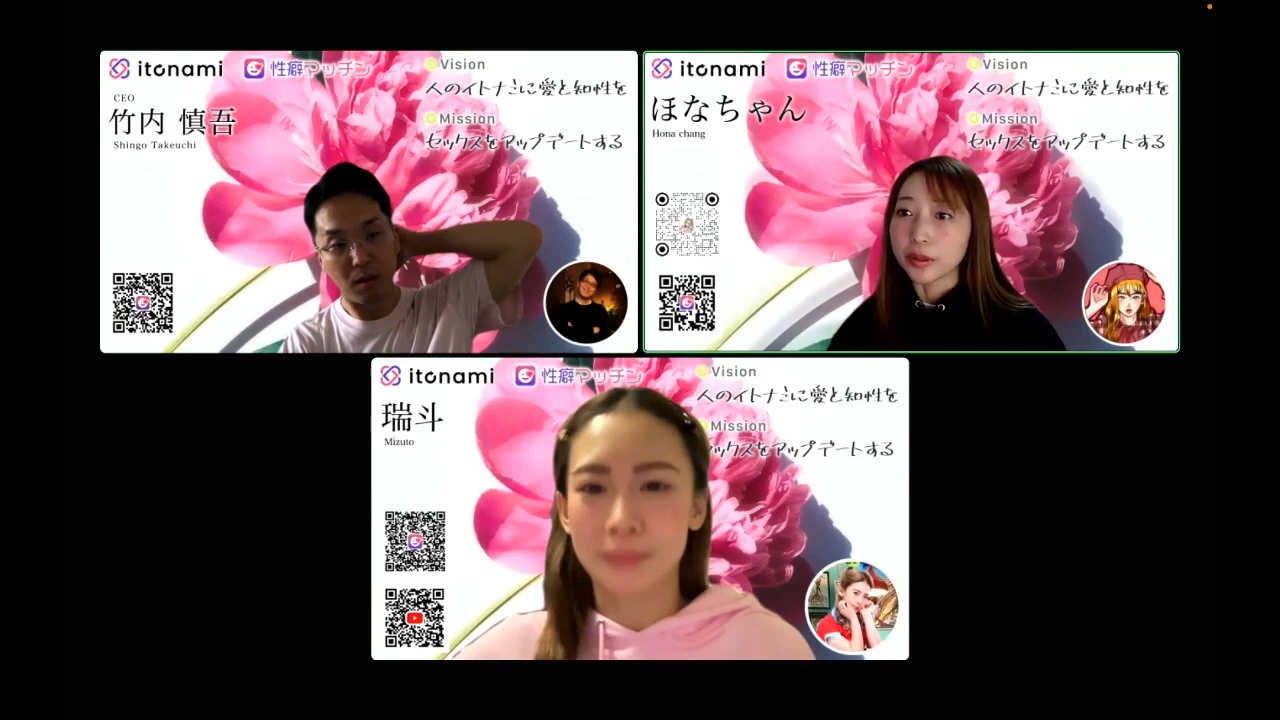 itonami 性癖マッチン
Vision
人のイトナミに愛と知性を
Mission
セックスをアップデートする
CEO
竹内 慎吾
Shingo Takeuchi
itonami 性癖マッチン
Vision
人のイトナミに愛と知性を
Mission
セックスをアップデートする
ほなちゃん
Hona chang
itonami 性癖マッチン
Vision
人のイトナミに愛と知性を
Mission
ックスをアップデートする
瑞斗
Mizuto